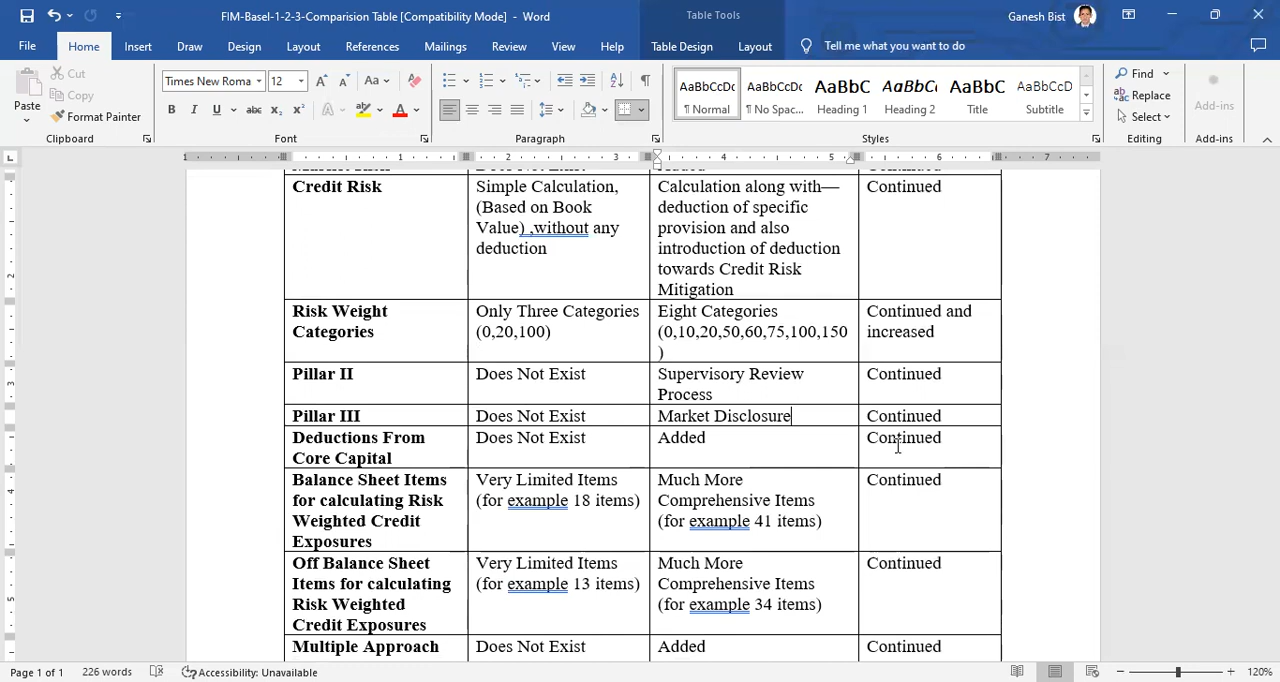 FIM-Basel-1-2-3-Comparision Table [Compatibility Mode] - Word
Table Tools
Ganesh Bist
File Home Insert Draw Design Layout References Mailings Review View Help Table Design Layout Tell me what you want to do
Paste
Cut
Copy
Format Painter
Clipboard
Times New Roma 12
Font
Paragraph
AaBbCcDc AaBbCcDc AaBbC AaBbCc AaBbC AaBbCcDc
¶ Normal ¶ No Spac... Heading 1 Heading 2 Title Subtitle
Styles
Find
Replace
Select
Editing
Add-ins
Add-ins
1 1 2 3 4 5 6 7
Credit Risk
Simple Calculation,
(Based on Book
Value) ,without any
deduction
Calculation along with—
deduction of specific
provision and also
introduction of deduction
towards Credit Risk
Mitigation
Continued
Risk Weight
Categories
Only Three Categories
(0,20,100)
Eight Categories
(0,10,20,50,60,75,100,150
)
Continued and
increased
Pillar II
Does Not Exist
Supervisory Review
Process
Continued
Pillar III
Does Not Exist
Market Disclosure
Continued
Deductions From
Core Capital
Does Not Exist
Added
Continued
Balance Sheet Items
for calculating Risk
Weighted Credit
Exposures
Very Limited Items
(for example 18 items)
Much More
Comprehensive Items
(for example 41 items)
Continued
Off Balance Sheet
Items for calculating
Risk Weighted
Credit Exposures
Very Limited Items
(for example 13 items)
Much More
Comprehensive Items
(for example 34 items)
Continued
Multiple Approach
Does Not Exist
Added
Continued
Page 1 of 1 226 words Accessibility: Unavailable 120%